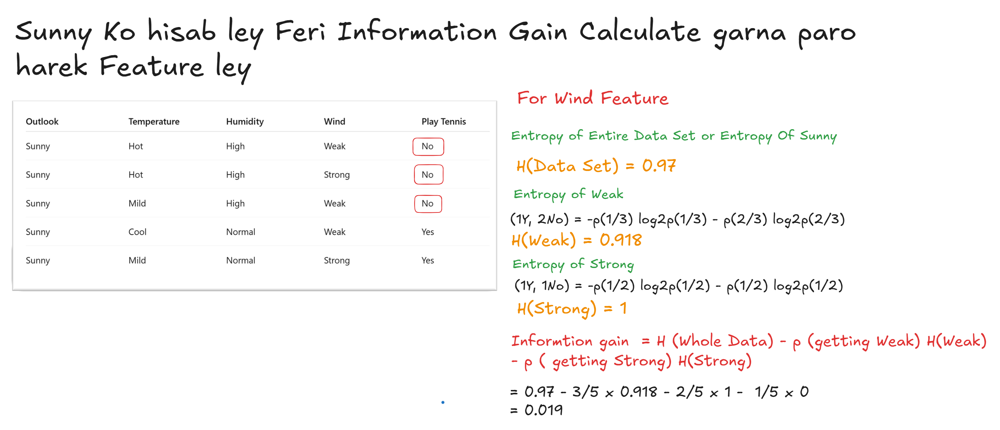 Sunny Ko hisab ley Feri Information Gain Calculate garna paro
harek Feature ley
Outlook Temperature Humidity Wind Play Tennis
Sunny Hot High Weak No
Sunny Hot High Strong No
Sunny Mild High Weak No
Sunny Cool Normal Weak Yes
Sunny Mild Normal Strong Yes
For Wind Feature
Entropy of Entire Data Set or Entropy Of Sunny
H(Data Set) = 0.97
Entropy of Weak
(1Y, 2No) = -p(1/3) log2p(1/3) - p(2/3) log2p(2/3)
H(Weak) = 0.918
Entropy of Strong
(1Y, 1No) = -p(1/2) log2p(1/2) - p(1/2) log2p(1/2)
H(Strong) = 1
Informtion gain = H (Whole Data) - p (getting Weak) H(Weak)
- p ( getting Strong) H(Strong)
= 0.97 - 3/5 x 0.918 - 2/5 x 1 - 1/5 x 0
= 0.019